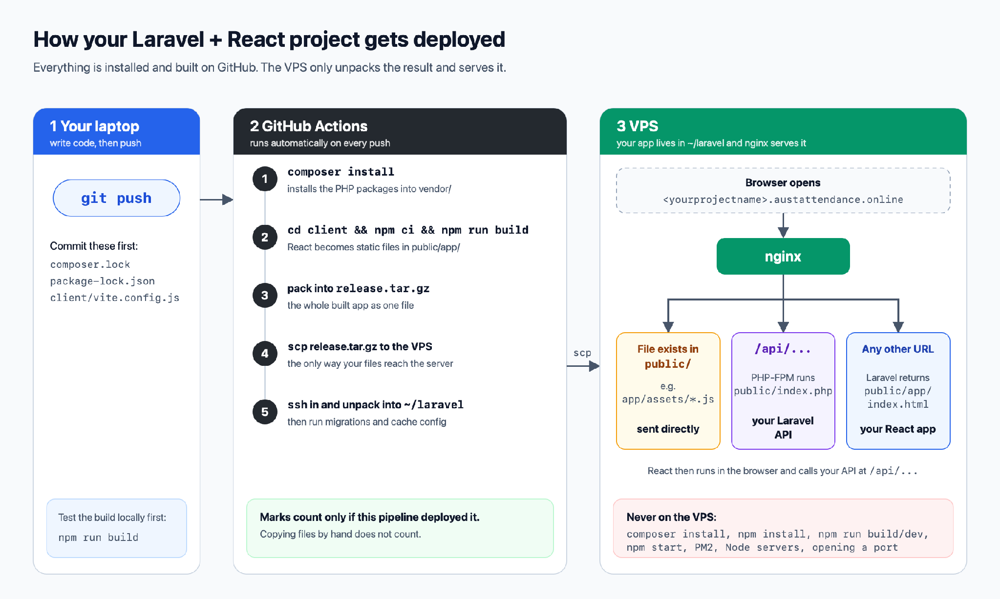 How your Laravel + React project gets deployed
Everything is installed and built on GitHub. The VPS only unpacks the result and serves it.
1 Your laptop
write code, then push
git push
Commit these first:
composer.lock
package-lock.json
client/vite.config.js
Test the build locally first:
npm run build
2 GitHub Actions
runs automatically on every push
1
composer install
installs the PHP packages into vendor/
2
cd client && npm ci && npm run build
React becomes static files in public/app/
3
pack into release.tar.gz
the whole built app as one file
4
scp release.tar.gz to the VPS
the only way your files reach the server
5
ssh in and unpack into ~/laravel
then run migrations and cache config
Marks count only if this pipeline deployed it.
Copying files by hand does not count.
scp
3 VPS
your app lives in ~/laravel and nginx serves it
Browser opens
<yourprojectname>.austattendance.online
nginx
File exists in
public/
e.g.
app/assets/*.js
sent directly
/api/...
PHP-FPM runs
public/index.php
your Laravel
API
Any other URL
Laravel returns
public/app/
index.html
your React app
React then runs in the browser and calls your API at /api/...
Never on the VPS:
composer install, npm install, npm run build/dev,
npm start, PM2, Node servers, opening a port